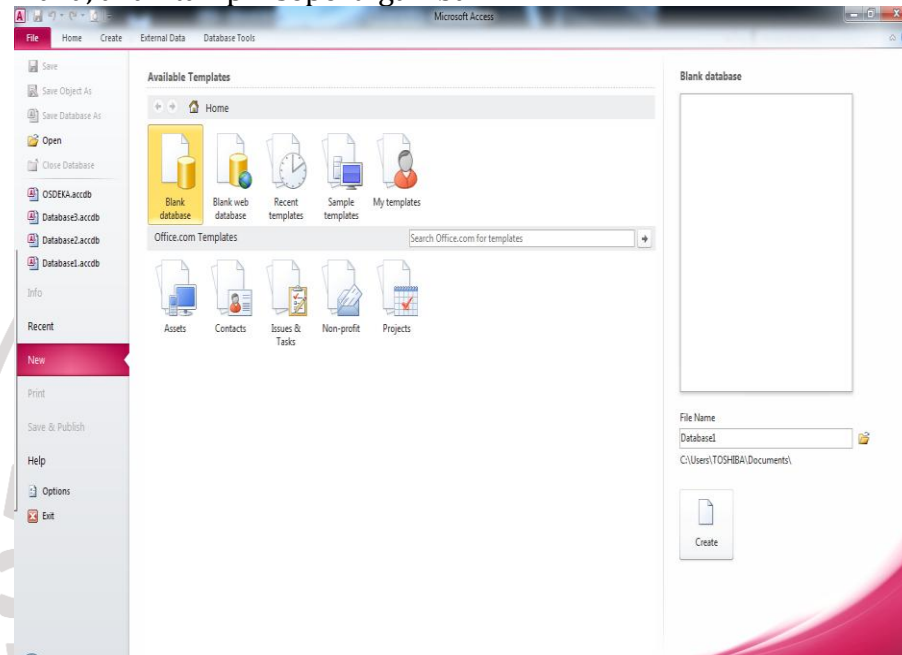 Microsoft Access
File Home Create External Data Database Tools
Save
Save Object As
Save Database As
Open
Close Database
OSDEKA.accdb
Database3.accdb
Database2.accdb
Database1.accdb
Info
Recent
New
Print
Save & Publish
Help
Options
Exit
Available Templates
Home
Blank database
Blank web database
Recent templates
Sample templates
My templates
Office.com Templates
Search Office.com for templates
Assets
Contacts
Issues & Tasks
Non-profit
Projects
Blank database
File Name
Database1
C:\Users\TOSHIBA\Documents\
Create